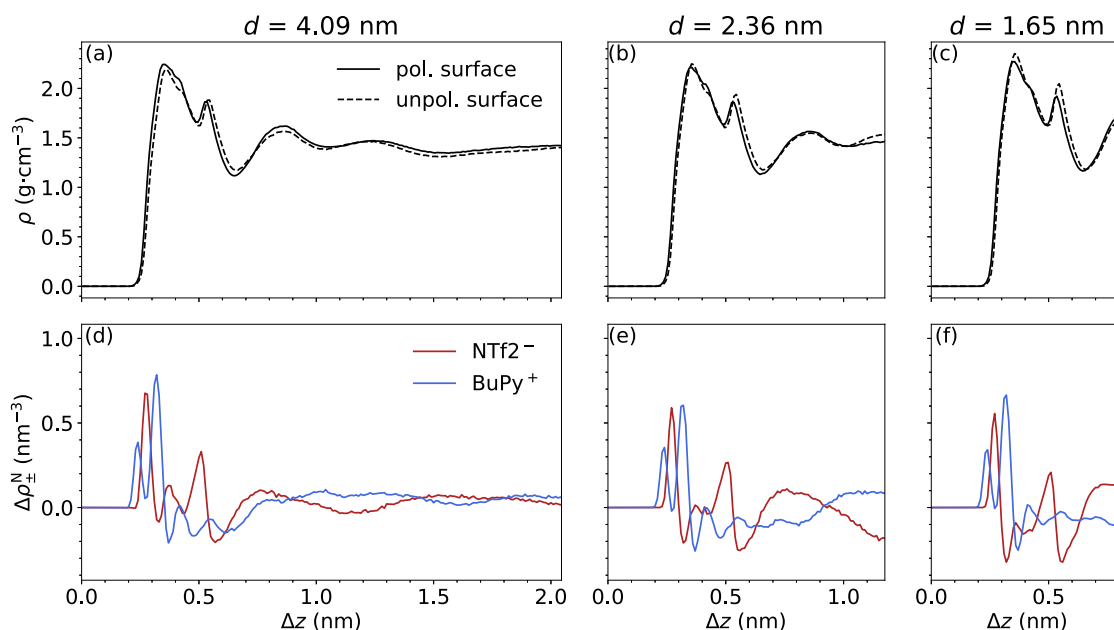 d = 4.09 nm
d = 2.36 nm
d = 1.65 nm
(a)
pol. surface
unpol. surface
(b)
(c)
ρ (g·cm⁻³)
2.0
1.5
1.0
0.5
0.0
(d)
NTf2⁻
BuPy⁺
(e)
(f)
Δρ±ᴺ (nm⁻³)
1.0
0.5
0.0
0.0 0.5 1.0 1.5 2.0
0.0 0.5 1.0
0.0 0.5
Δz (nm)
Δz (nm)
Δz (nm)